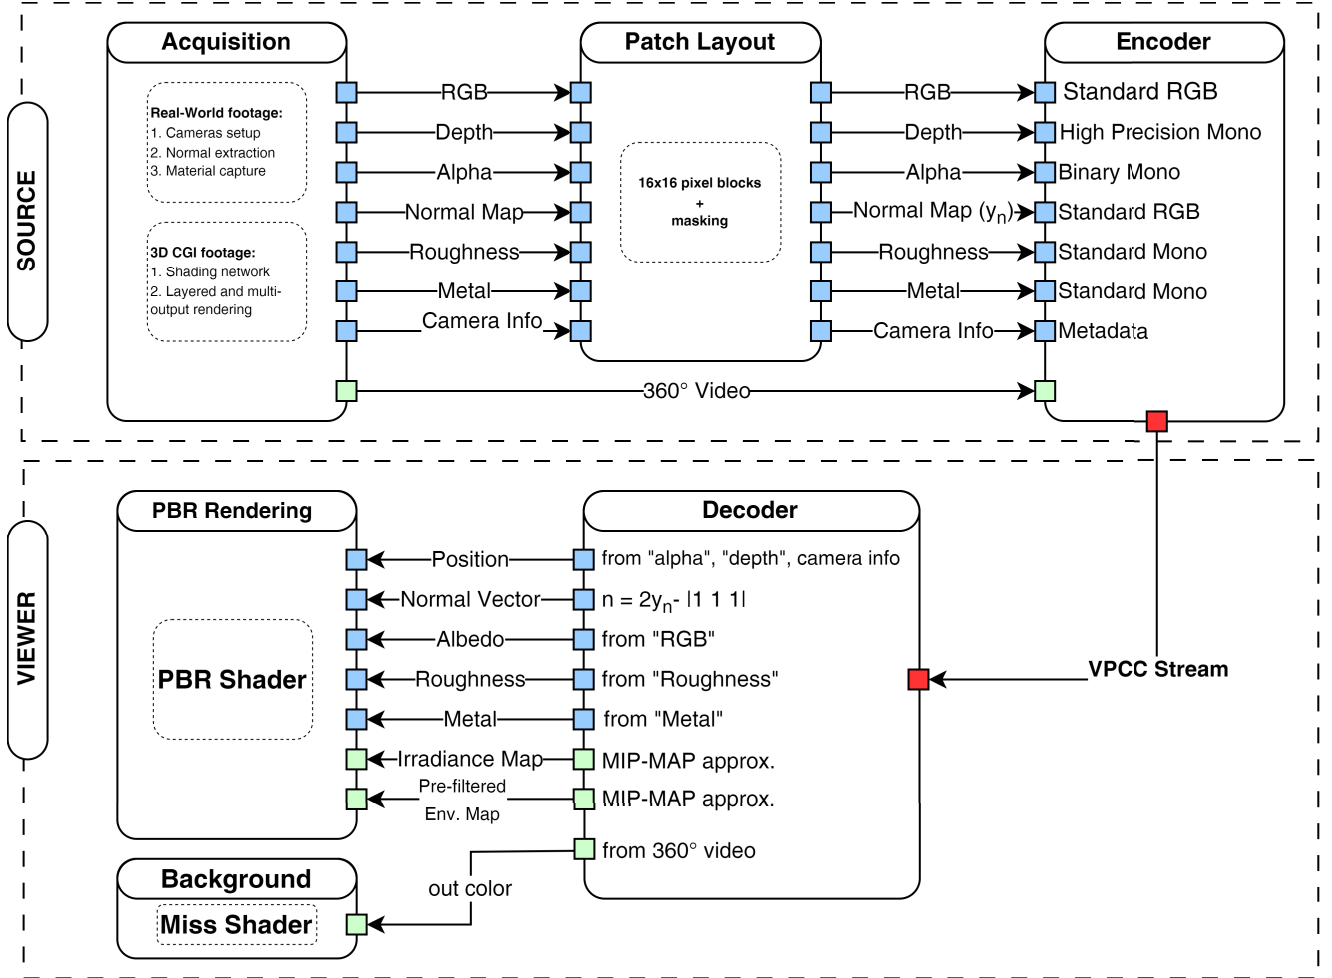 SOURCE
Acquisition
Real-World footage:
1. Cameras setup
2. Normal extraction
3. Material capture
3D CGI footage:
1. Shading network
2. Layered and multi-
output rendering
RGB
Depth
Alpha
Normal Map
Roughness
Metal
Camera Info
360° Video
Patch Layout
16x16 pixel blocks
+
masking
RGB
Depth
Alpha
Normal Map (yn)
Roughness
Metal
Camera Info
Encoder
Standard RGB
High Precision Mono
Binary Mono
Standard RGB
Standard Mono
Standard Mono
Metadata
VIEWER
PBR Rendering
PBR Shader
Position
Normal Vector
Albedo
Roughness
Metal
Irradiance Map
Pre-filtered
Env. Map
out color
Decoder
from "alpha", "depth", camera info
n = 2yn- |1 1 1|
from "RGB"
from "Roughness"
from "Metal"
MIP-MAP approx.
MIP-MAP approx.
from 360° video
VPCC Stream
Background
Miss Shader